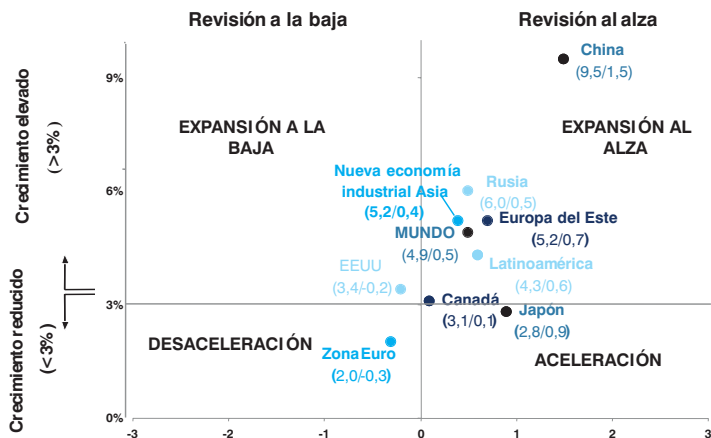 Revisión a la baja
Revisión al alza
Crecimiento elevado
(>3%)
Crecimiento reducido
(<3%)
9%
6%
3%
0%
China
(9,5/1,5)
EXPANSIÓN A LA
BAJA
EXPANSIÓN AL
ALZA
Nueva economía
industrial Asia
(5,2/0,4)
Rusia
(6,0/0,5)
Europa del Este
(5,2/0,7)
MUNDO
(4,9/0,5)
Latinoamérica
(4,3/0,6)
EEUU
(3,4/-0,2)
Canadá
(3,1/0,1)
Japón
(2,8/0,9)
DESACELERACIÓN
Zona Euro
(2,0/-0,3)
ACELERACIÓN
-3
-2
-1
0
1
2
3